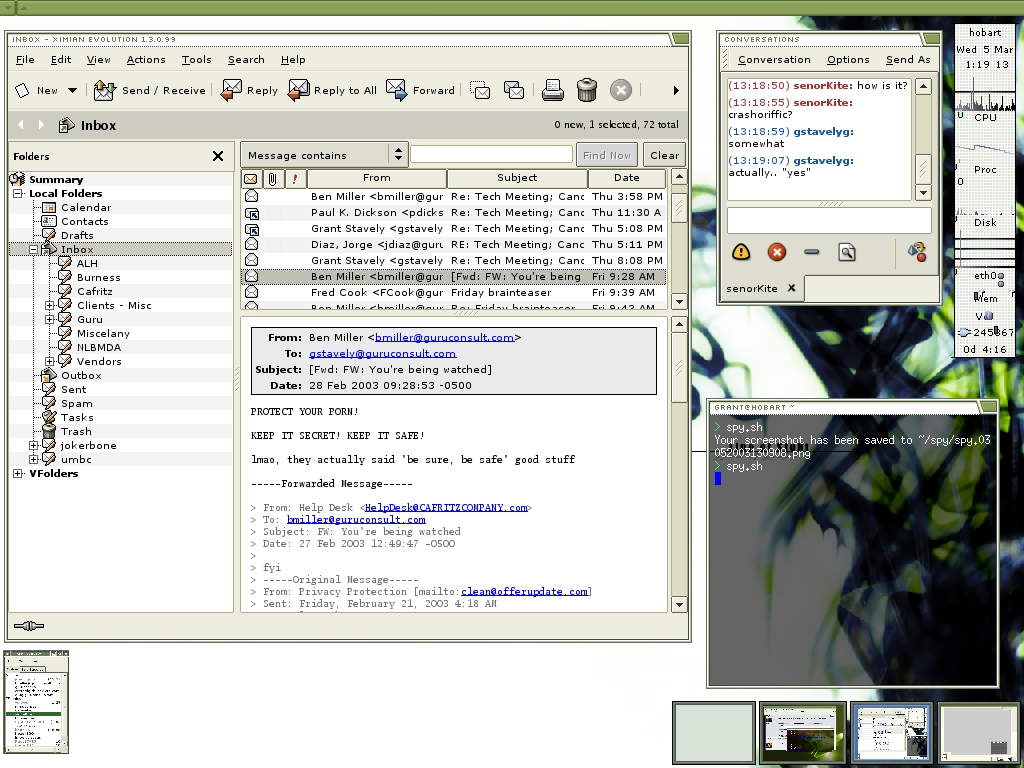 INBOX - XIMIAN EVOLUTION 1.3.0.99
File Edit View Actions Tools Search Help
New Send / Receive Reply Reply to All Forward
Inbox
0 new, 1 selected, 72 total
Folders
Summary
Local Folders
Calendar
Contacts
Drafts
Inbox
ALH
Burness
Cafritz
Clients - Misc
Guru
Miscelany
NLBMDA
Vendors
Outbox
Sent
Spam
Tasks
Trash
jokerbone
umbc
VFolders
Message contains Find Now Clear
! From Subject Date
Ben Miller <bmiller@gur Re: Tech Meeting; Canc Thu 3:58 PM
Paul K. Dickson <pdicks Re: Tech Meeting; Canc Thu 11:30 A
Grant Stavely <gstavely Re: Tech Meeting; Canc Thu 5:08 PM
Diaz, Jorge <jdiaz@guru RE: Tech Meeting; Canc Thu 5:11 PM
Grant Stavely <gstavely Re: Tech Meeting; Canc Thu 8:08 PM
Ben Miller <bmiller@gur [Fwd: FW: You're being Fri 9:28 AM
Fred Cook <FCook@gur Friday brainteaser Fri 9:39 AM
Ben Miller <bmiller@gur Re: Friday brainteaser Fri 9:43 AM
From: Ben Miller <bmiller@guruconsult.com>
To: gstavely@guruconsult.com
Subject: [Fwd: FW: You're being watched]
Date: 28 Feb 2003 09:28:53 -0500
PROTECT YOUR PORN!
KEEP IT SECRET! KEEP IT SAFE!
lmao, they actually said 'be sure, be safe' good stuff
-----Forwarded Message-----
> From: Help Desk <HelpDesk@CAFRITZCOMPANY.com>
> To: bmiller@guruconsult.com
> Subject: FW: You're being watched
> Date: 27 Feb 2003 12:49:47 -0500
>
> fyi
> -----Original Message-----
> From: Privacy Protection [mailto:clean@offerupdate.com]
> Sent: Friday, February 21, 2003 4:18 AM
CONVERSATIONS
Conversation Options Send As
(13:18:50) senorKite: how is it?
(13:18:55) senorKite:
crashoriffic?
(13:18:59) gstavelyg:
somewhat
(13:19:07) gstavelyg:
actually.. "yes"
senorKite
hobart
Wed 5 Mar
1:19 13
CPU
Proc
0
Disk
eth0
Mem
0d 4:16
GRANT@HOBART ~
> spy.sh
Your screenshot has been saved to ~/spy/spy.03
052003130908.png
> spy.sh